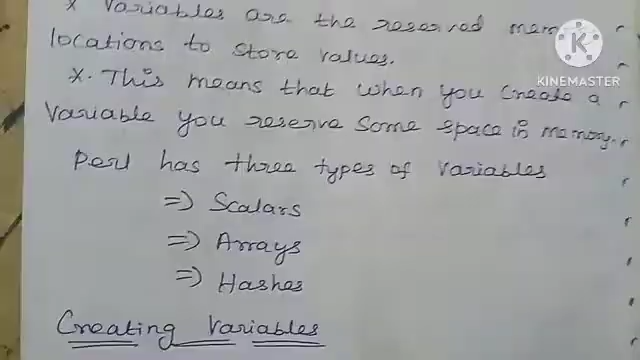 * Variables are the reserved mem
locations to store values.
*. This means that when you create a
variable you reserve some space in memory.
Perl has three types of variables
=> Scalars
=> Arrays
=> Hashes
Creating Variables
KINEMASTER